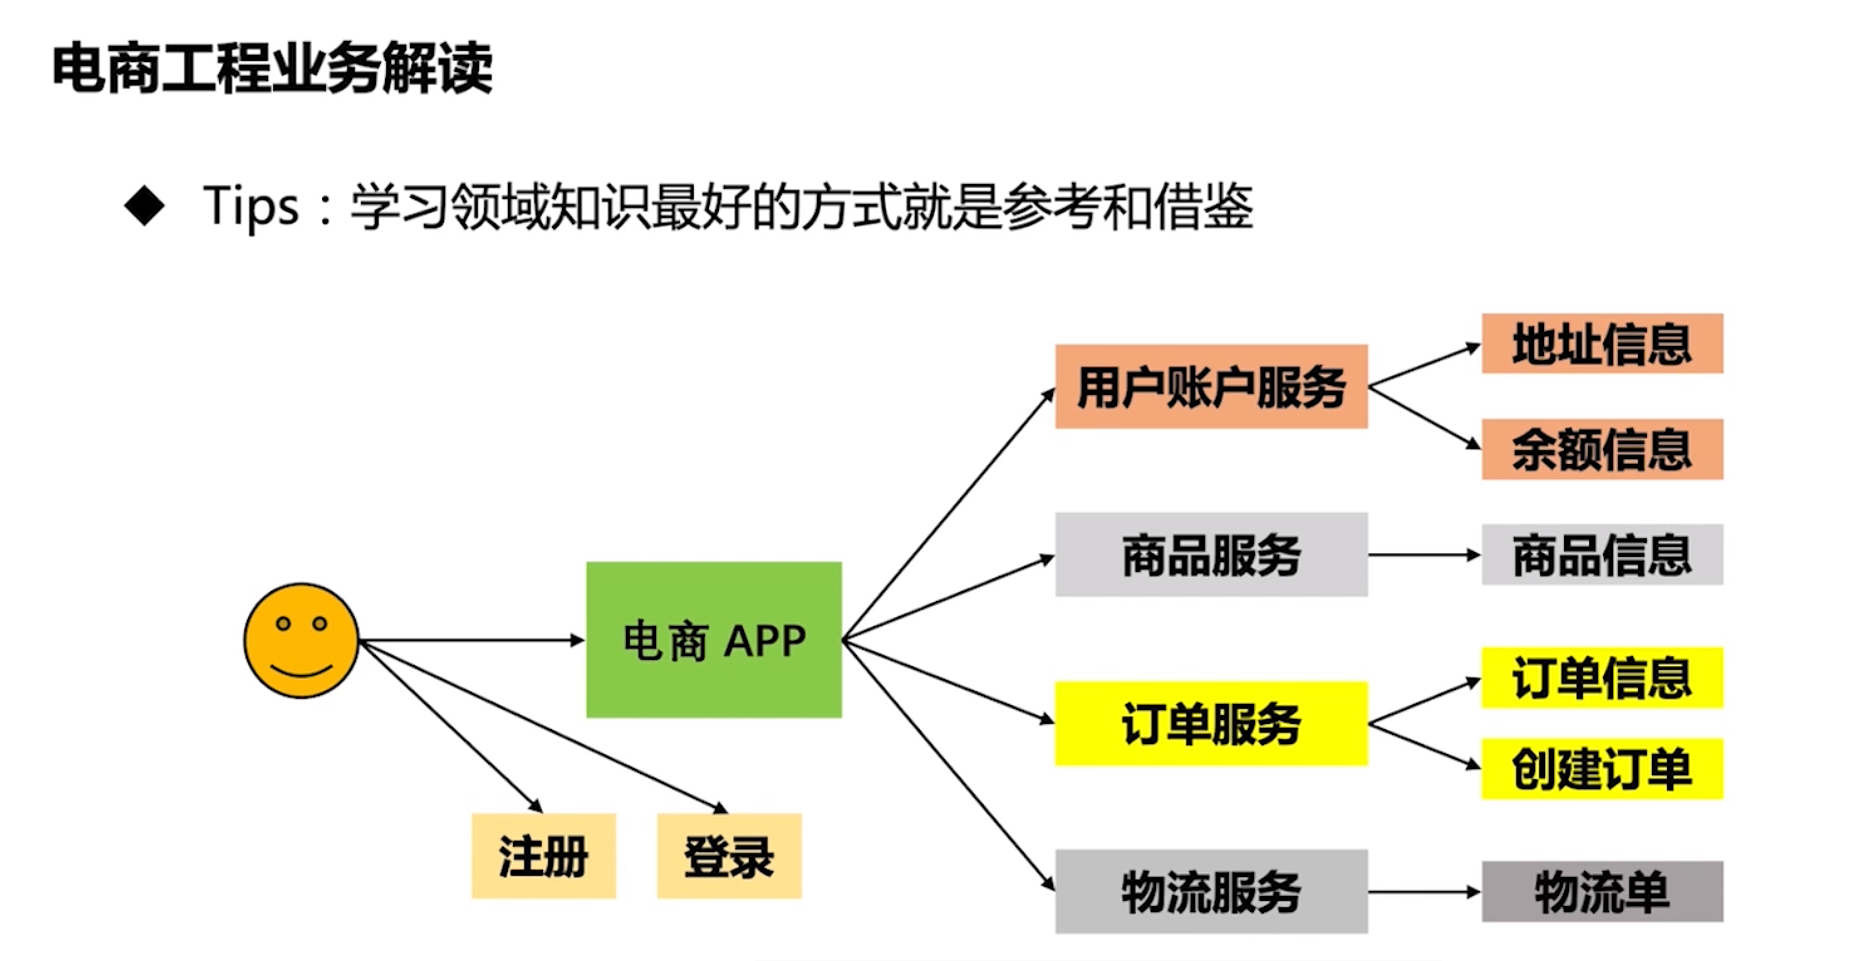 电商工程业务解读
Tips：学习领域知识最好的方式就是参考和借鉴
地址信息
用户账户服务
余额信息
商品服务
商品信息
电商 APP
订单信息
订单服务
创建订单
注册
登录
物流服务
物流单